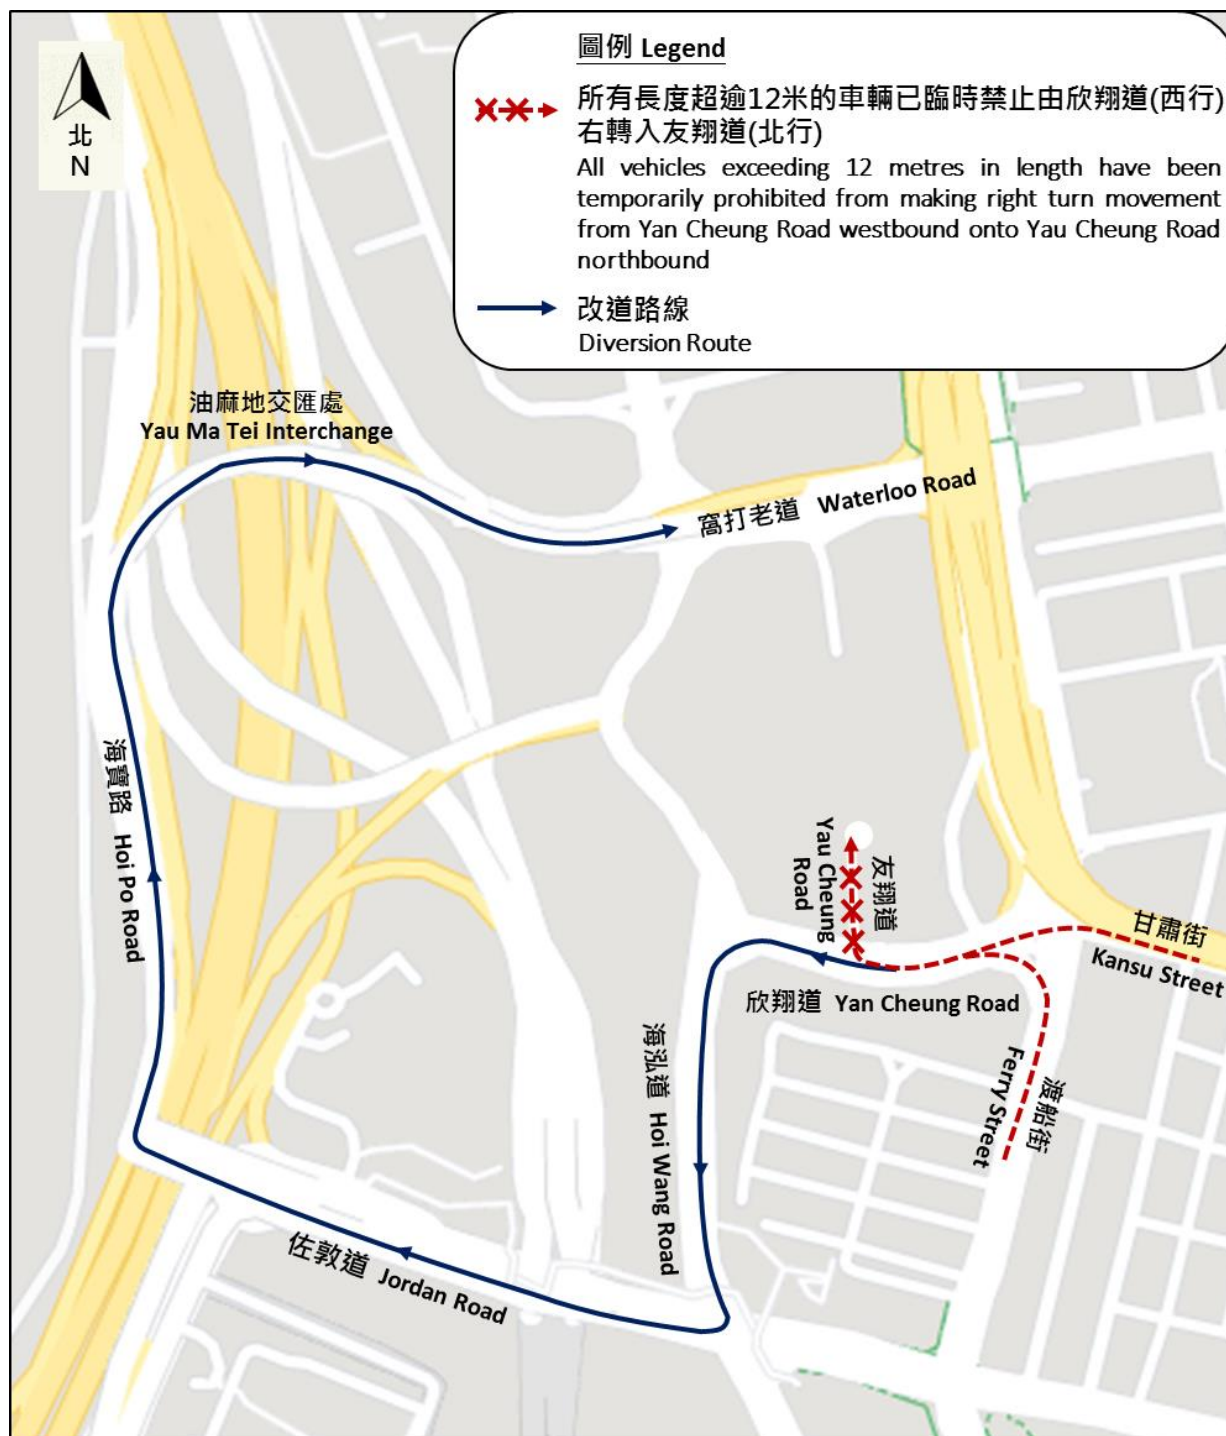 北
N
圖例 Legend
所有長度超逾12米的車輛已臨時禁止由欣翔道(西行)
右轉入友翔道(北行)
All vehicles exceeding 12 metres in length have been
temporarily prohibited from making right turn movement
from Yan Cheung Road westbound onto Yau Cheung Road
northbound
改道路線
Diversion Route
油麻地交匯處
Yau Ma Tei Interchange
窩打老道 Waterloo Road
海寶路 Hoi Po Road
友翔道
Yau Cheung
Road
甘肅街
Kansu Street
欣翔道 Yan Cheung Road
海泓道 Hoi Wang Road
渡船街
Ferry Street
佐敦道 Jordan Road